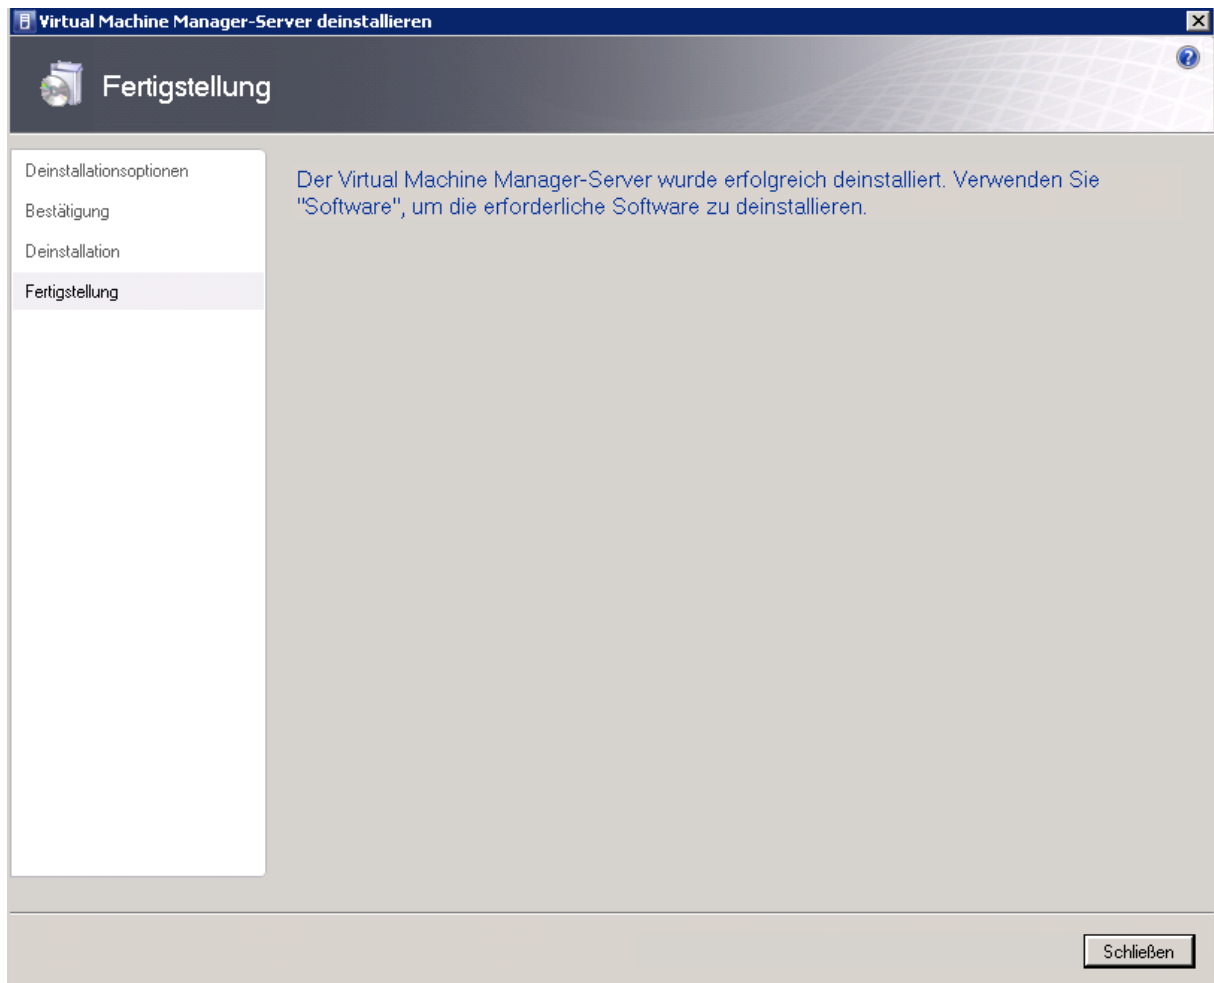 Virtual Machine Manager-Server deinstallieren
Fertigstellung
Deinstallationsoptionen
Bestätigung
Deinstallation
Fertigstellung
Der Virtual Machine Manager-Server wurde erfolgreich deinstalliert. Verwenden Sie
"Software", um die erforderliche Software zu deinstallieren.
Schließen